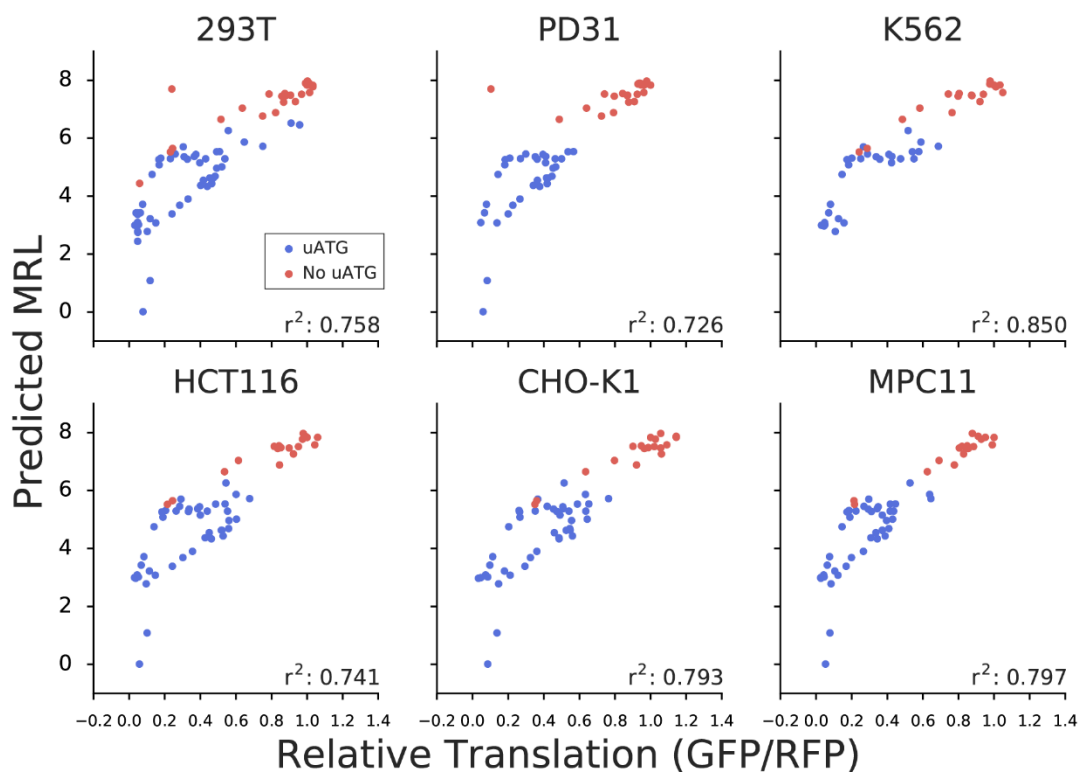 293T
PD31
K562
Predicted MRL
8
6
4
2
0
uATG
No uATG
r²: 0.758
r²: 0.726
r²: 0.850
HCT116
CHO-K1
MPC11
8
6
4
2
0
r²: 0.741
r²: 0.793
r²: 0.797
−0.2 0.0 0.2 0.4 0.6 0.8 1.0 1.2 1.4
−0.2 0.0 0.2 0.4 0.6 0.8 1.0 1.2 1.4
−0.2 0.0 0.2 0.4 0.6 0.8 1.0 1.2 1.4
Relative Translation (GFP/RFP)